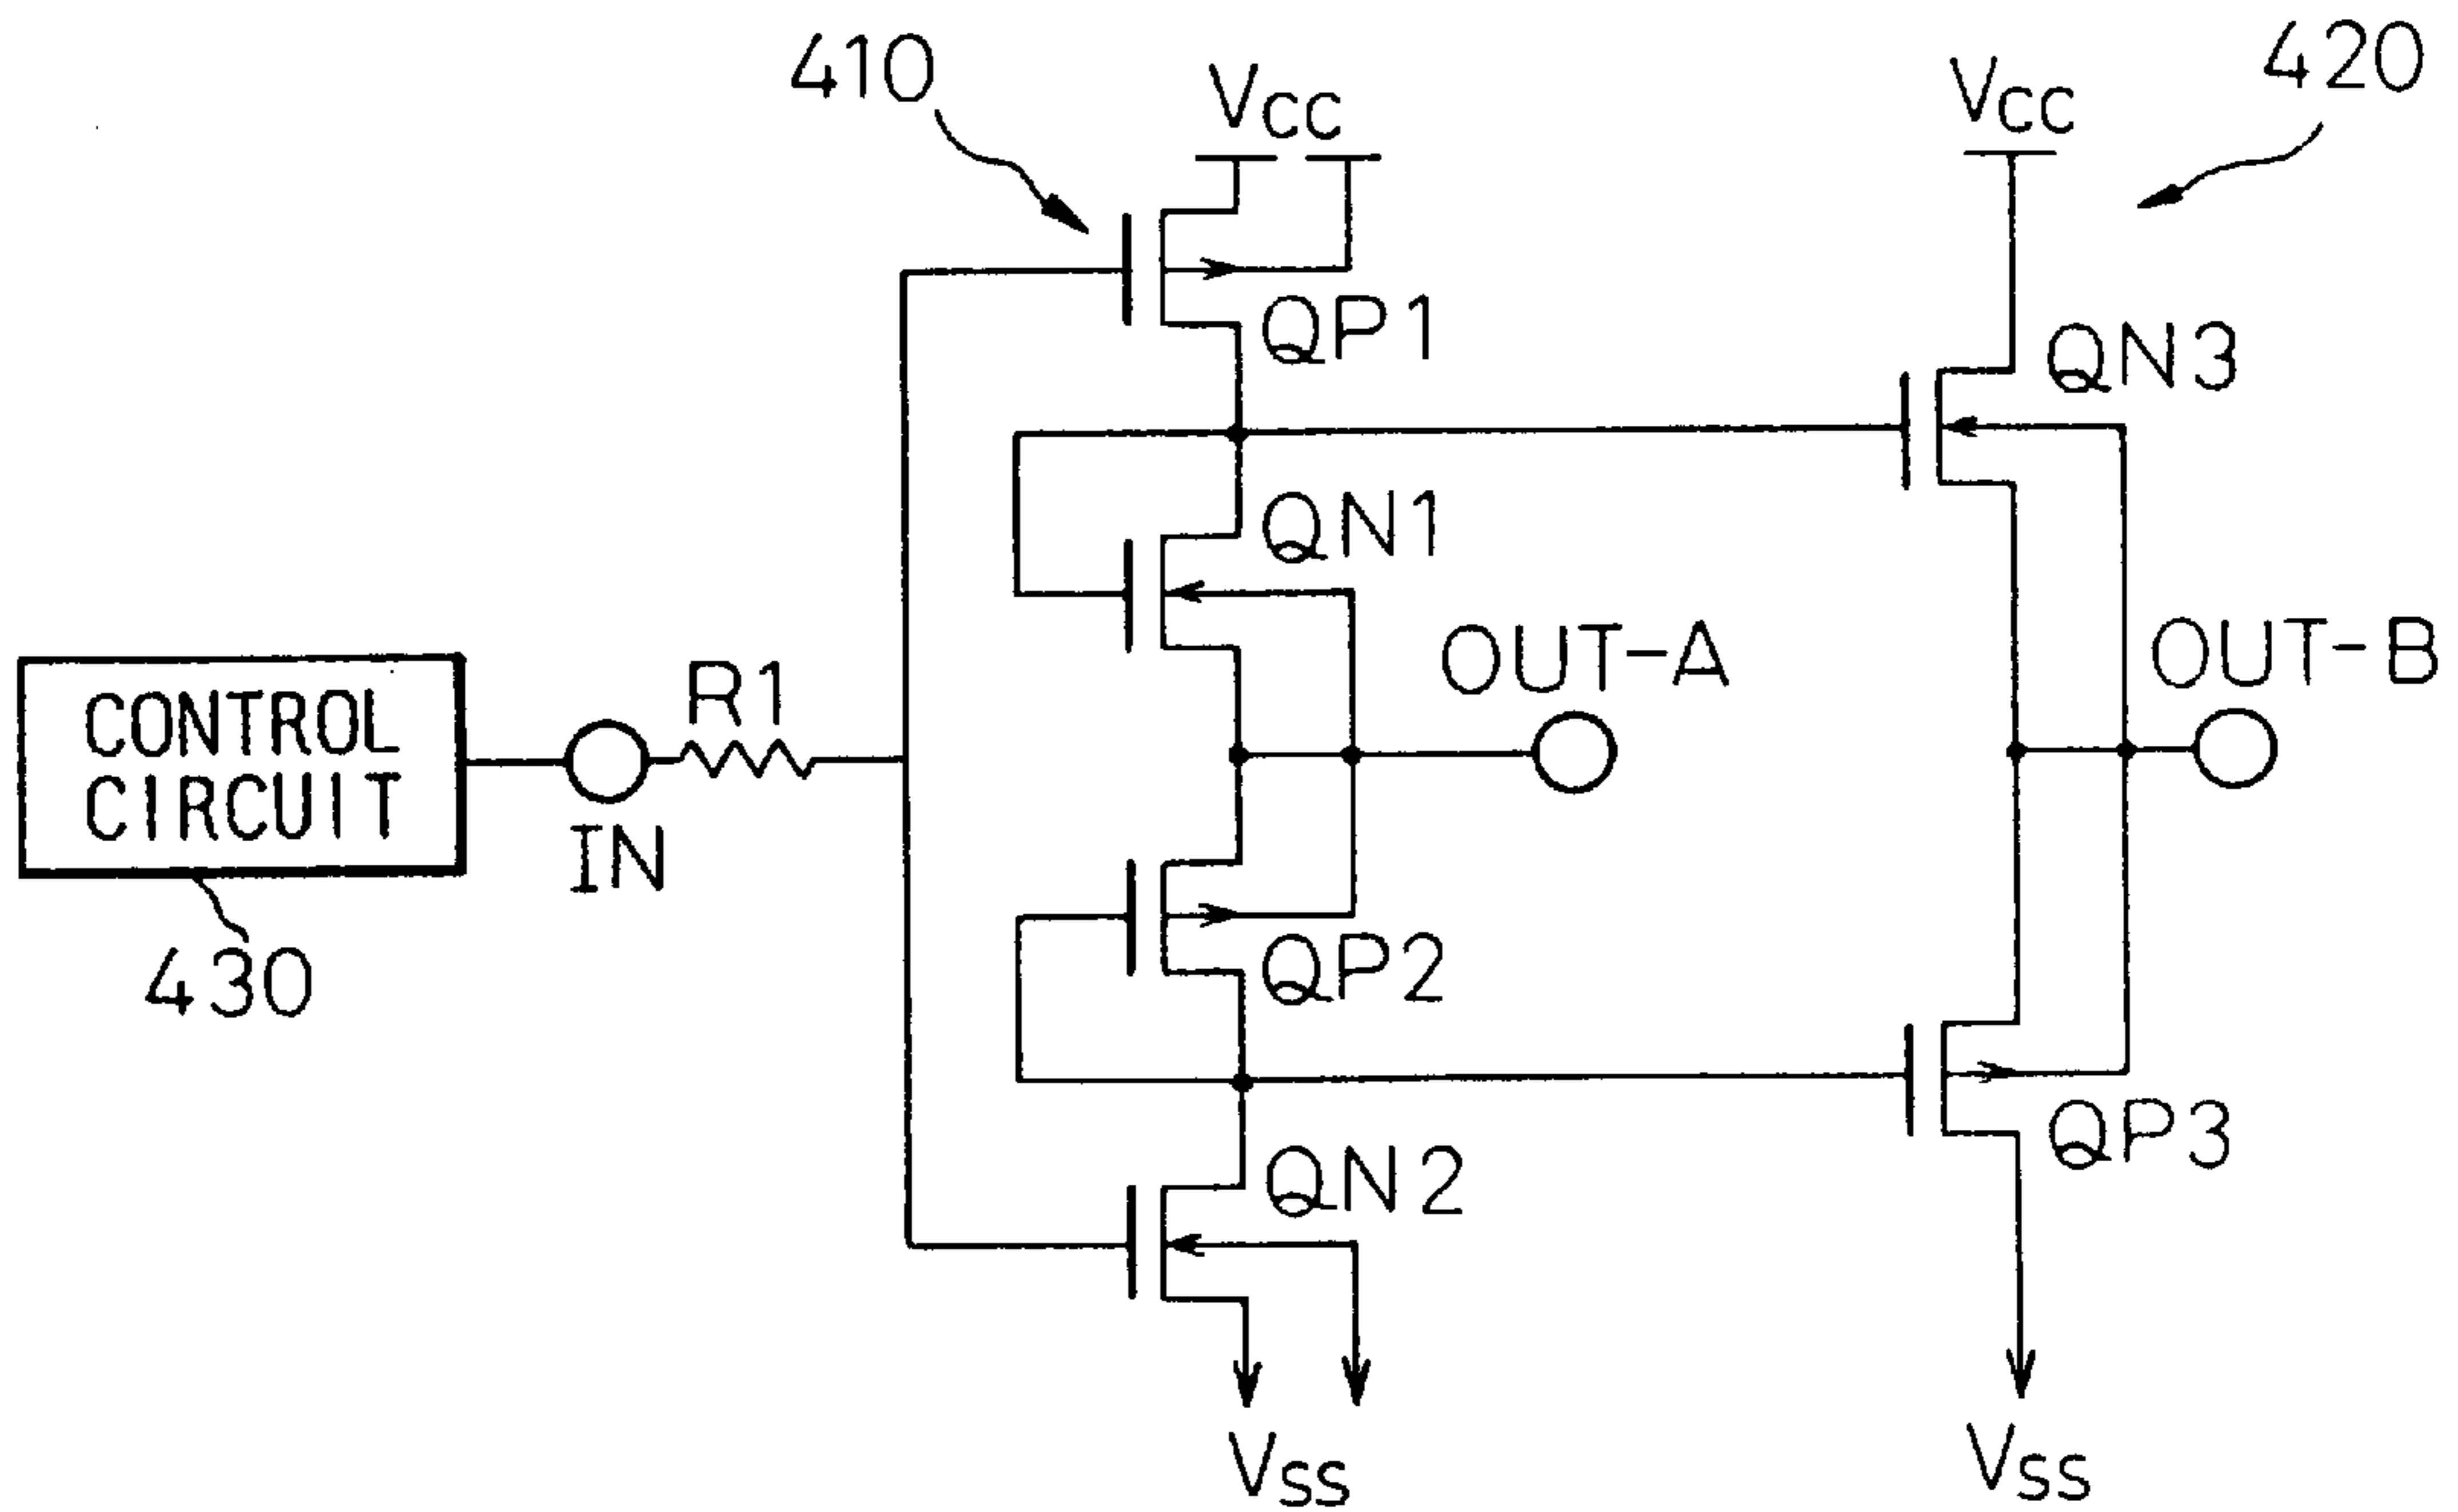 410
VCC
VCC
420
QP1
QN3
QN1
OUT-A
OUT-B
R1
CONTROL
CIRCUIT
IN
430
QP2
QP3
QN2
VSS
VSS